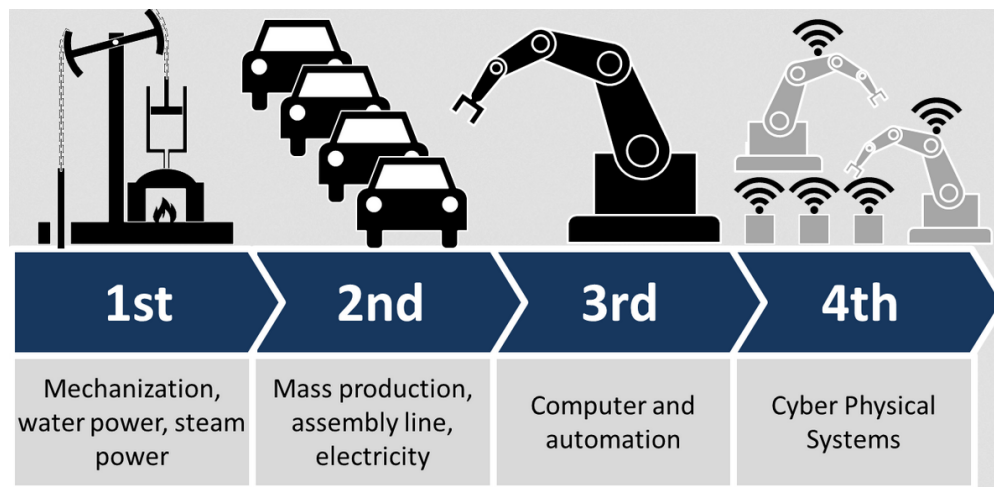 1st
2nd
3rd
4th
Mechanization,
water power, steam
power
Mass production,
assembly line,
electricity
Computer and
automation
Cyber Physical
Systems